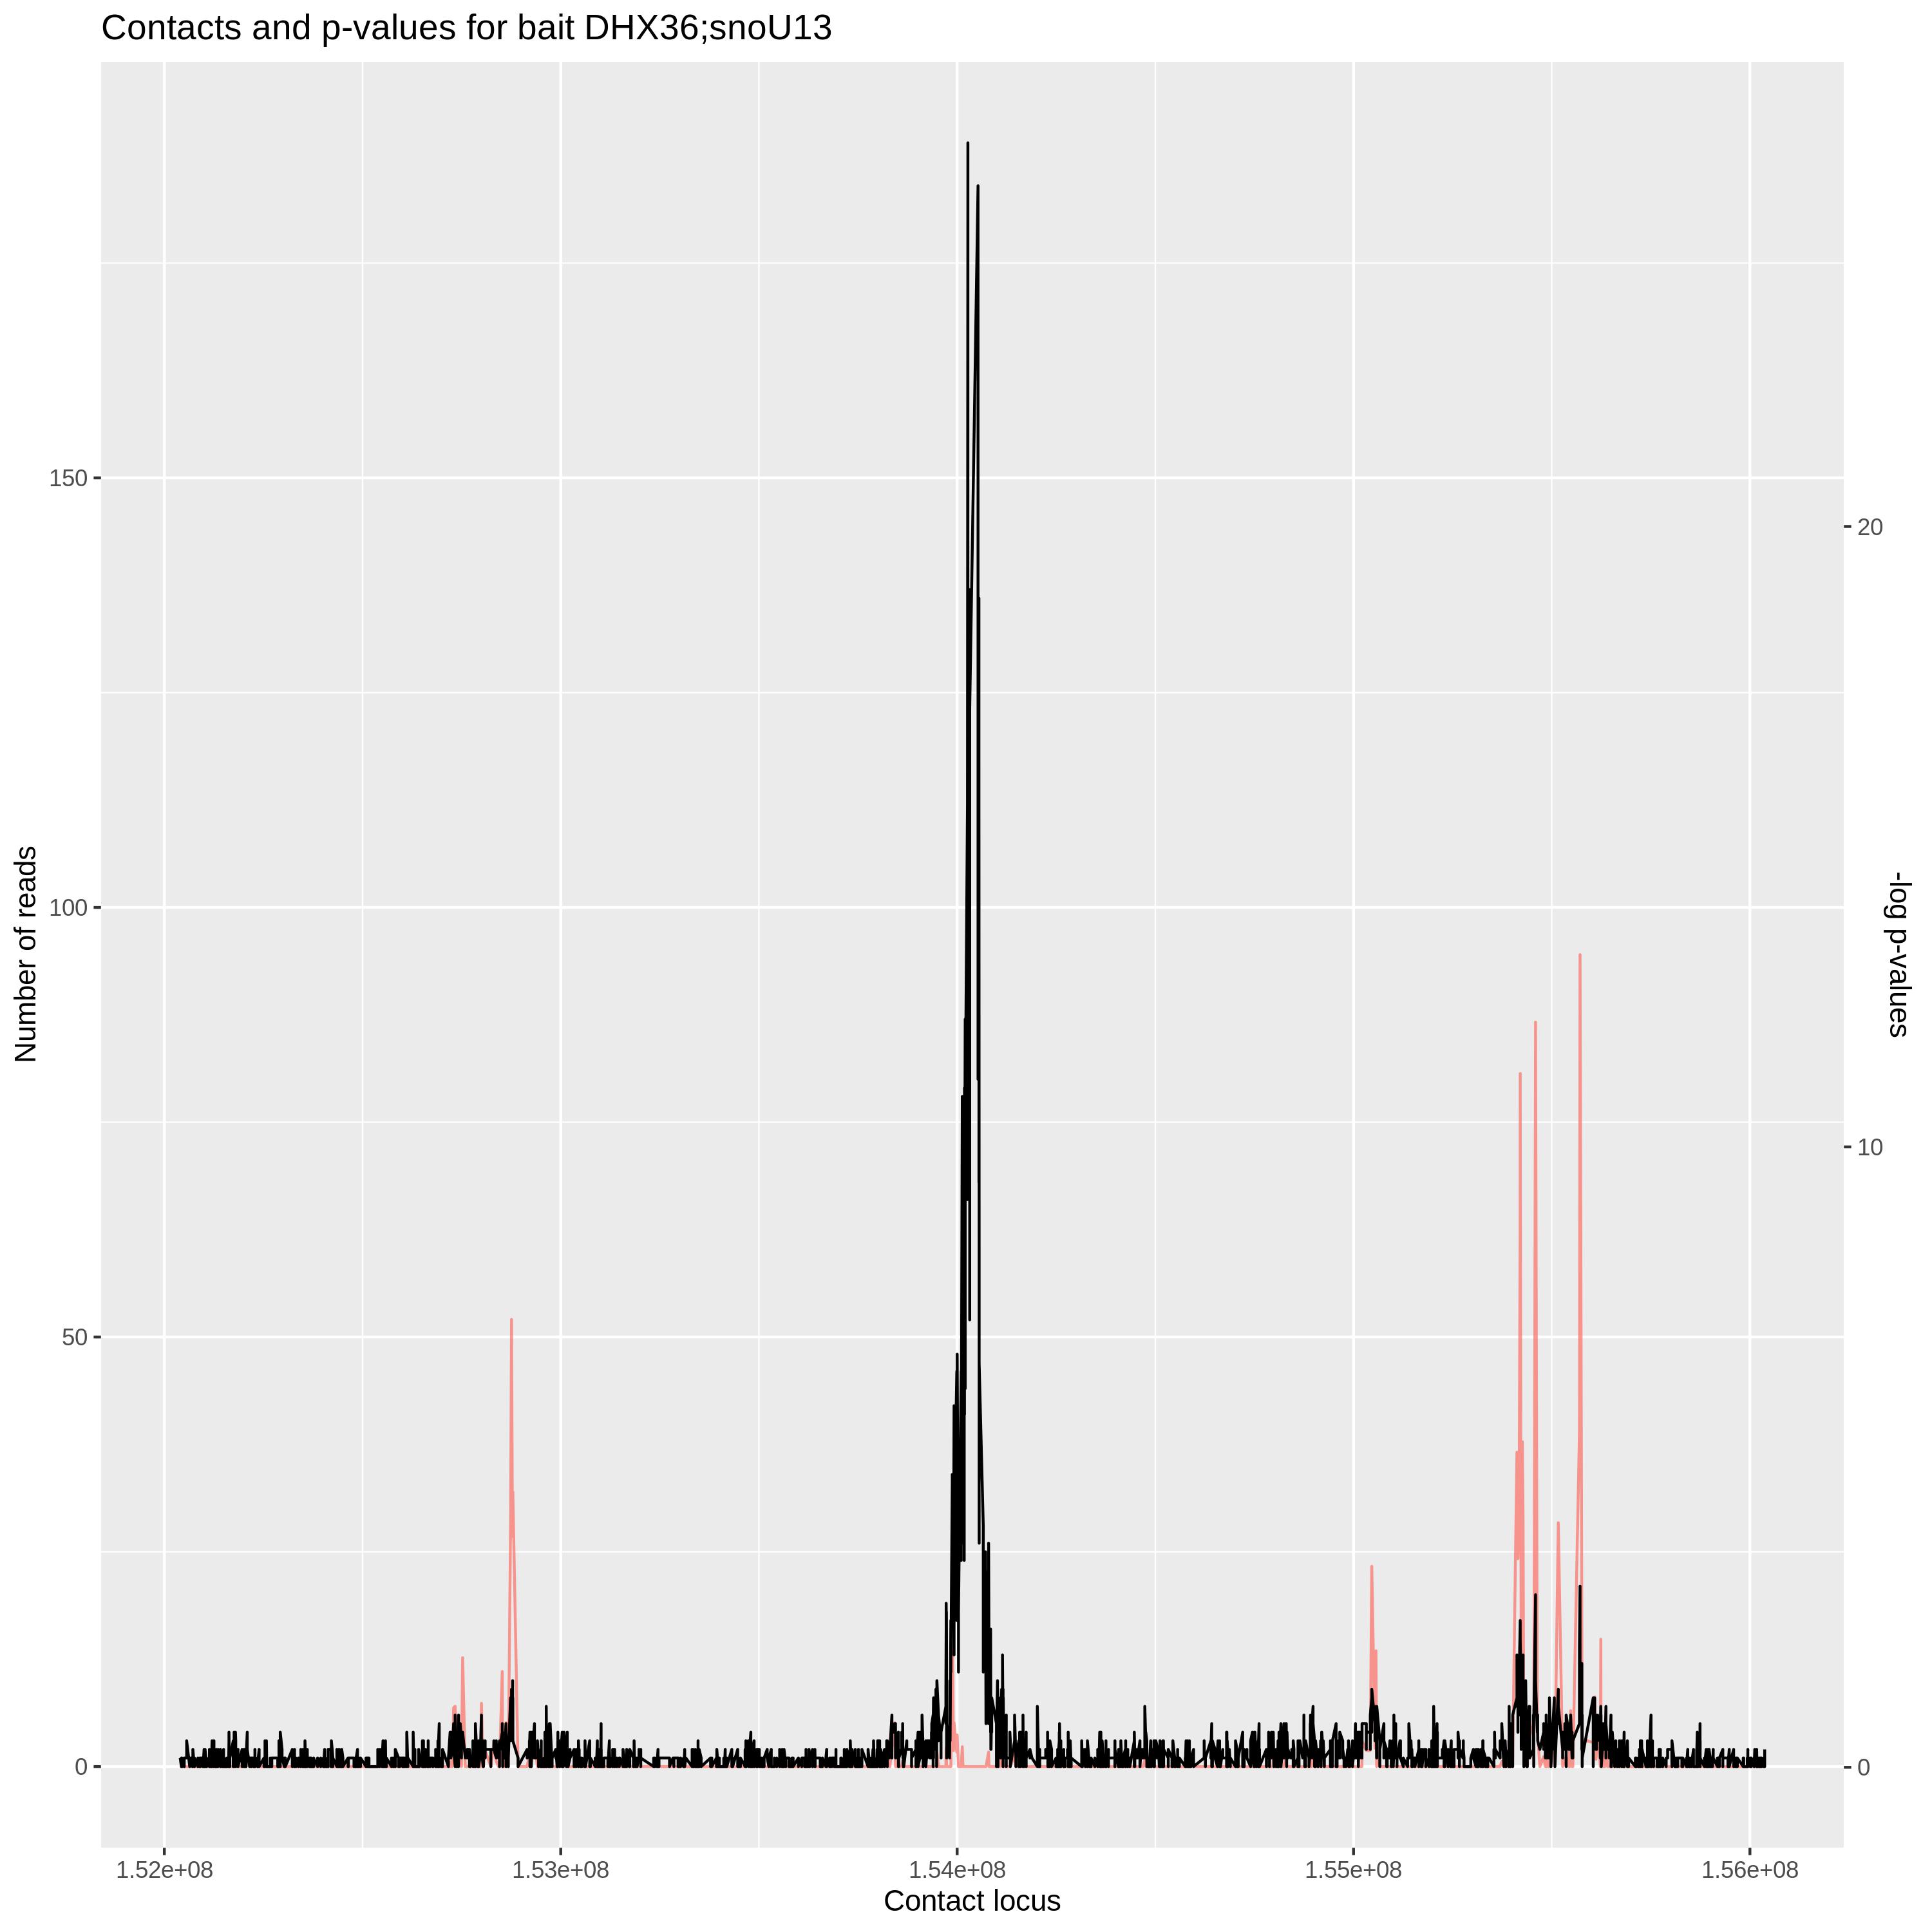 Contacts and p-values for bait DHX36;snoU13
Number of reads
150
100
50
0
20
10
0
-log p-values
1.52e+08
1.53e+08
1.54e+08
1.55e+08
1.56e+08
Contact locus